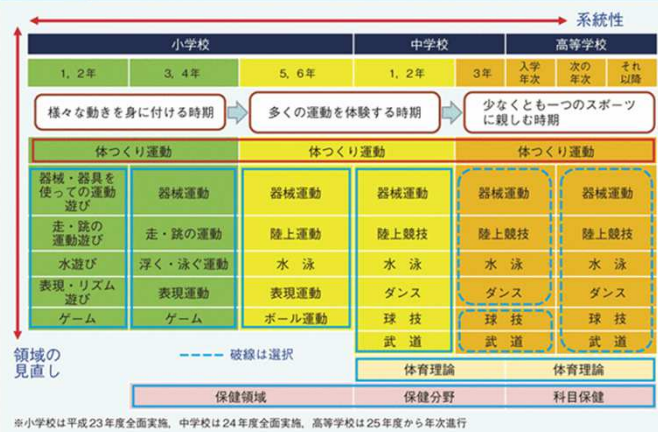 系統性
小学校 中学校 高等学校
1，2年 3，4年 5，6年 1，2年 3年 入学年次 次の年次 それ以降
様々な動きを身に付ける時期 多くの運動を体験する時期 少なくとも一つのスポーツに親しむ時期
体つくり運動 体つくり運動 体つくり運動
器械・器具を使っての運動遊び 器械運動 器械運動 器械運動 器械運動 器械運動
走・跳の運動遊び 走・跳の運動 陸上運動 陸上競技 陸上競技 陸上競技
水遊び 浮く・泳ぐ運動 水 泳 水 泳 水 泳 水 泳
表現・リズム遊び 表現運動 表現運動 ダンス ダンス ダンス
ゲーム ゲーム ボール運動 球 技 球 技 球 技
武 道 武 道 武 道
領域の見直し
破線は選択
体育理論 体育理論
保健領域 保健分野 科目保健
※小学校は平成23年度全面実施，中学校は24年度全面実施，高等学校は25年度から年次進行